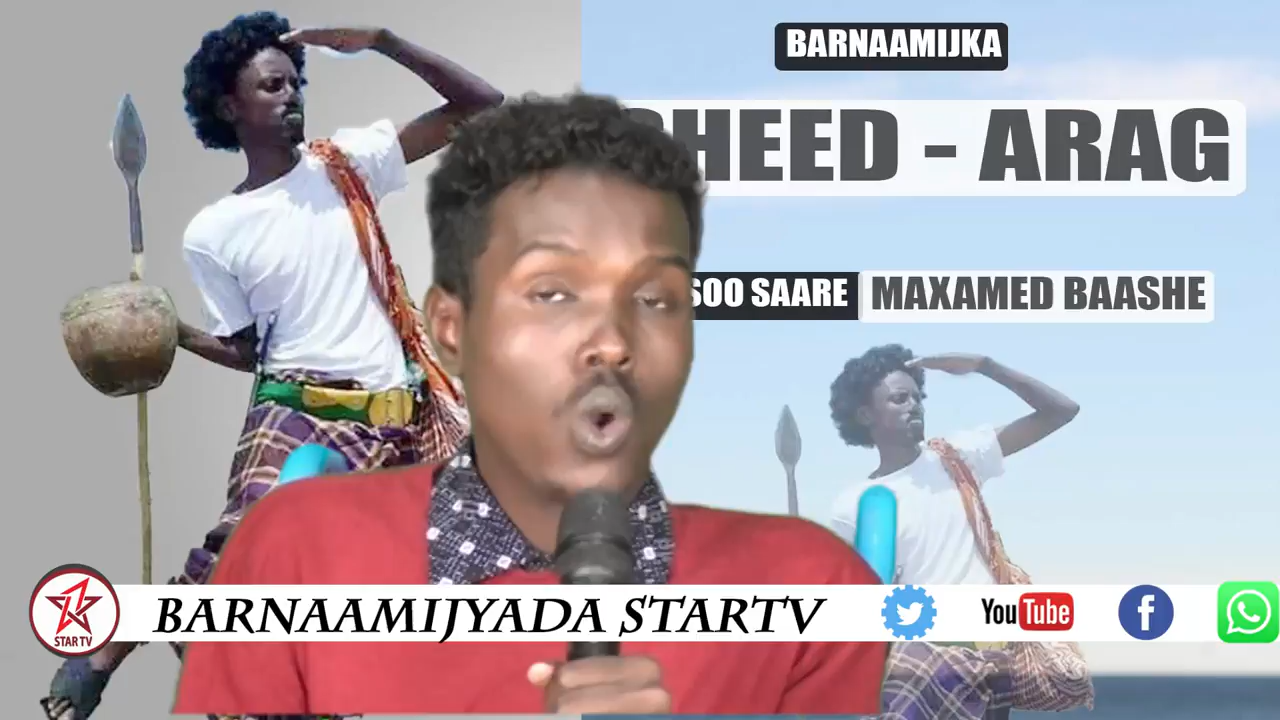 BARNAAMIJKA
HEED - ARAG
SOO SAARE MAXAMED BAASHE
STAR TV
BARNAAMIJYADA STARTV
YouTube